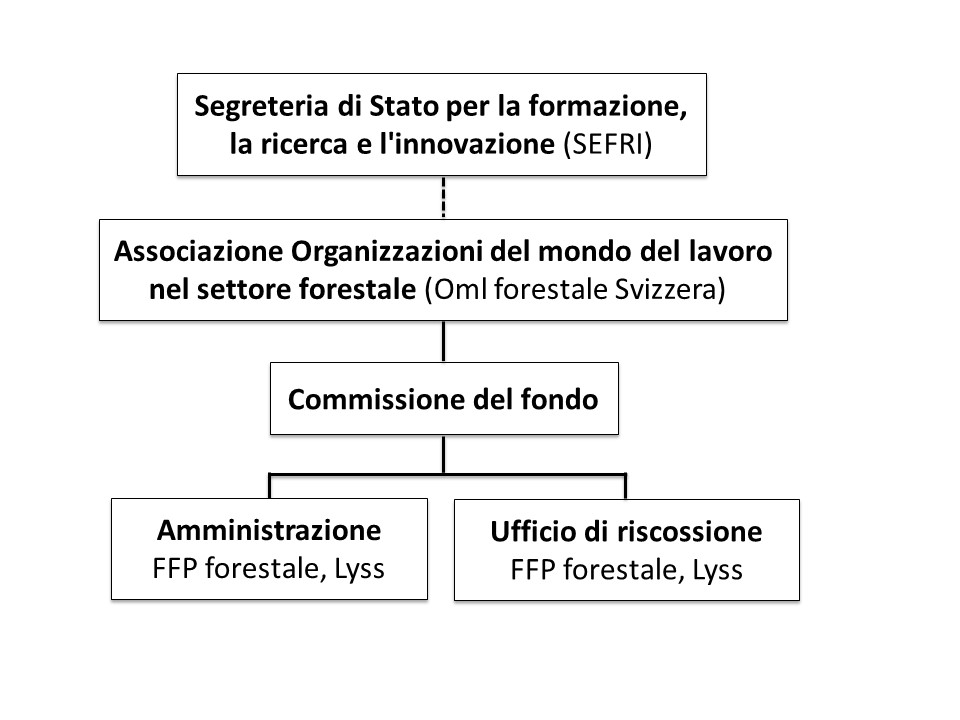 Segreteria di Stato per la formazione,
la ricerca e l'innovazione (SEFRI)
Associazione Organizzazioni del mondo del lavoro
nel settore forestale (Oml forestale Svizzera)
Commissione del fondo
Amministrazione
FFP forestale, Lyss
Ufficio di riscossione
FFP forestale, Lyss